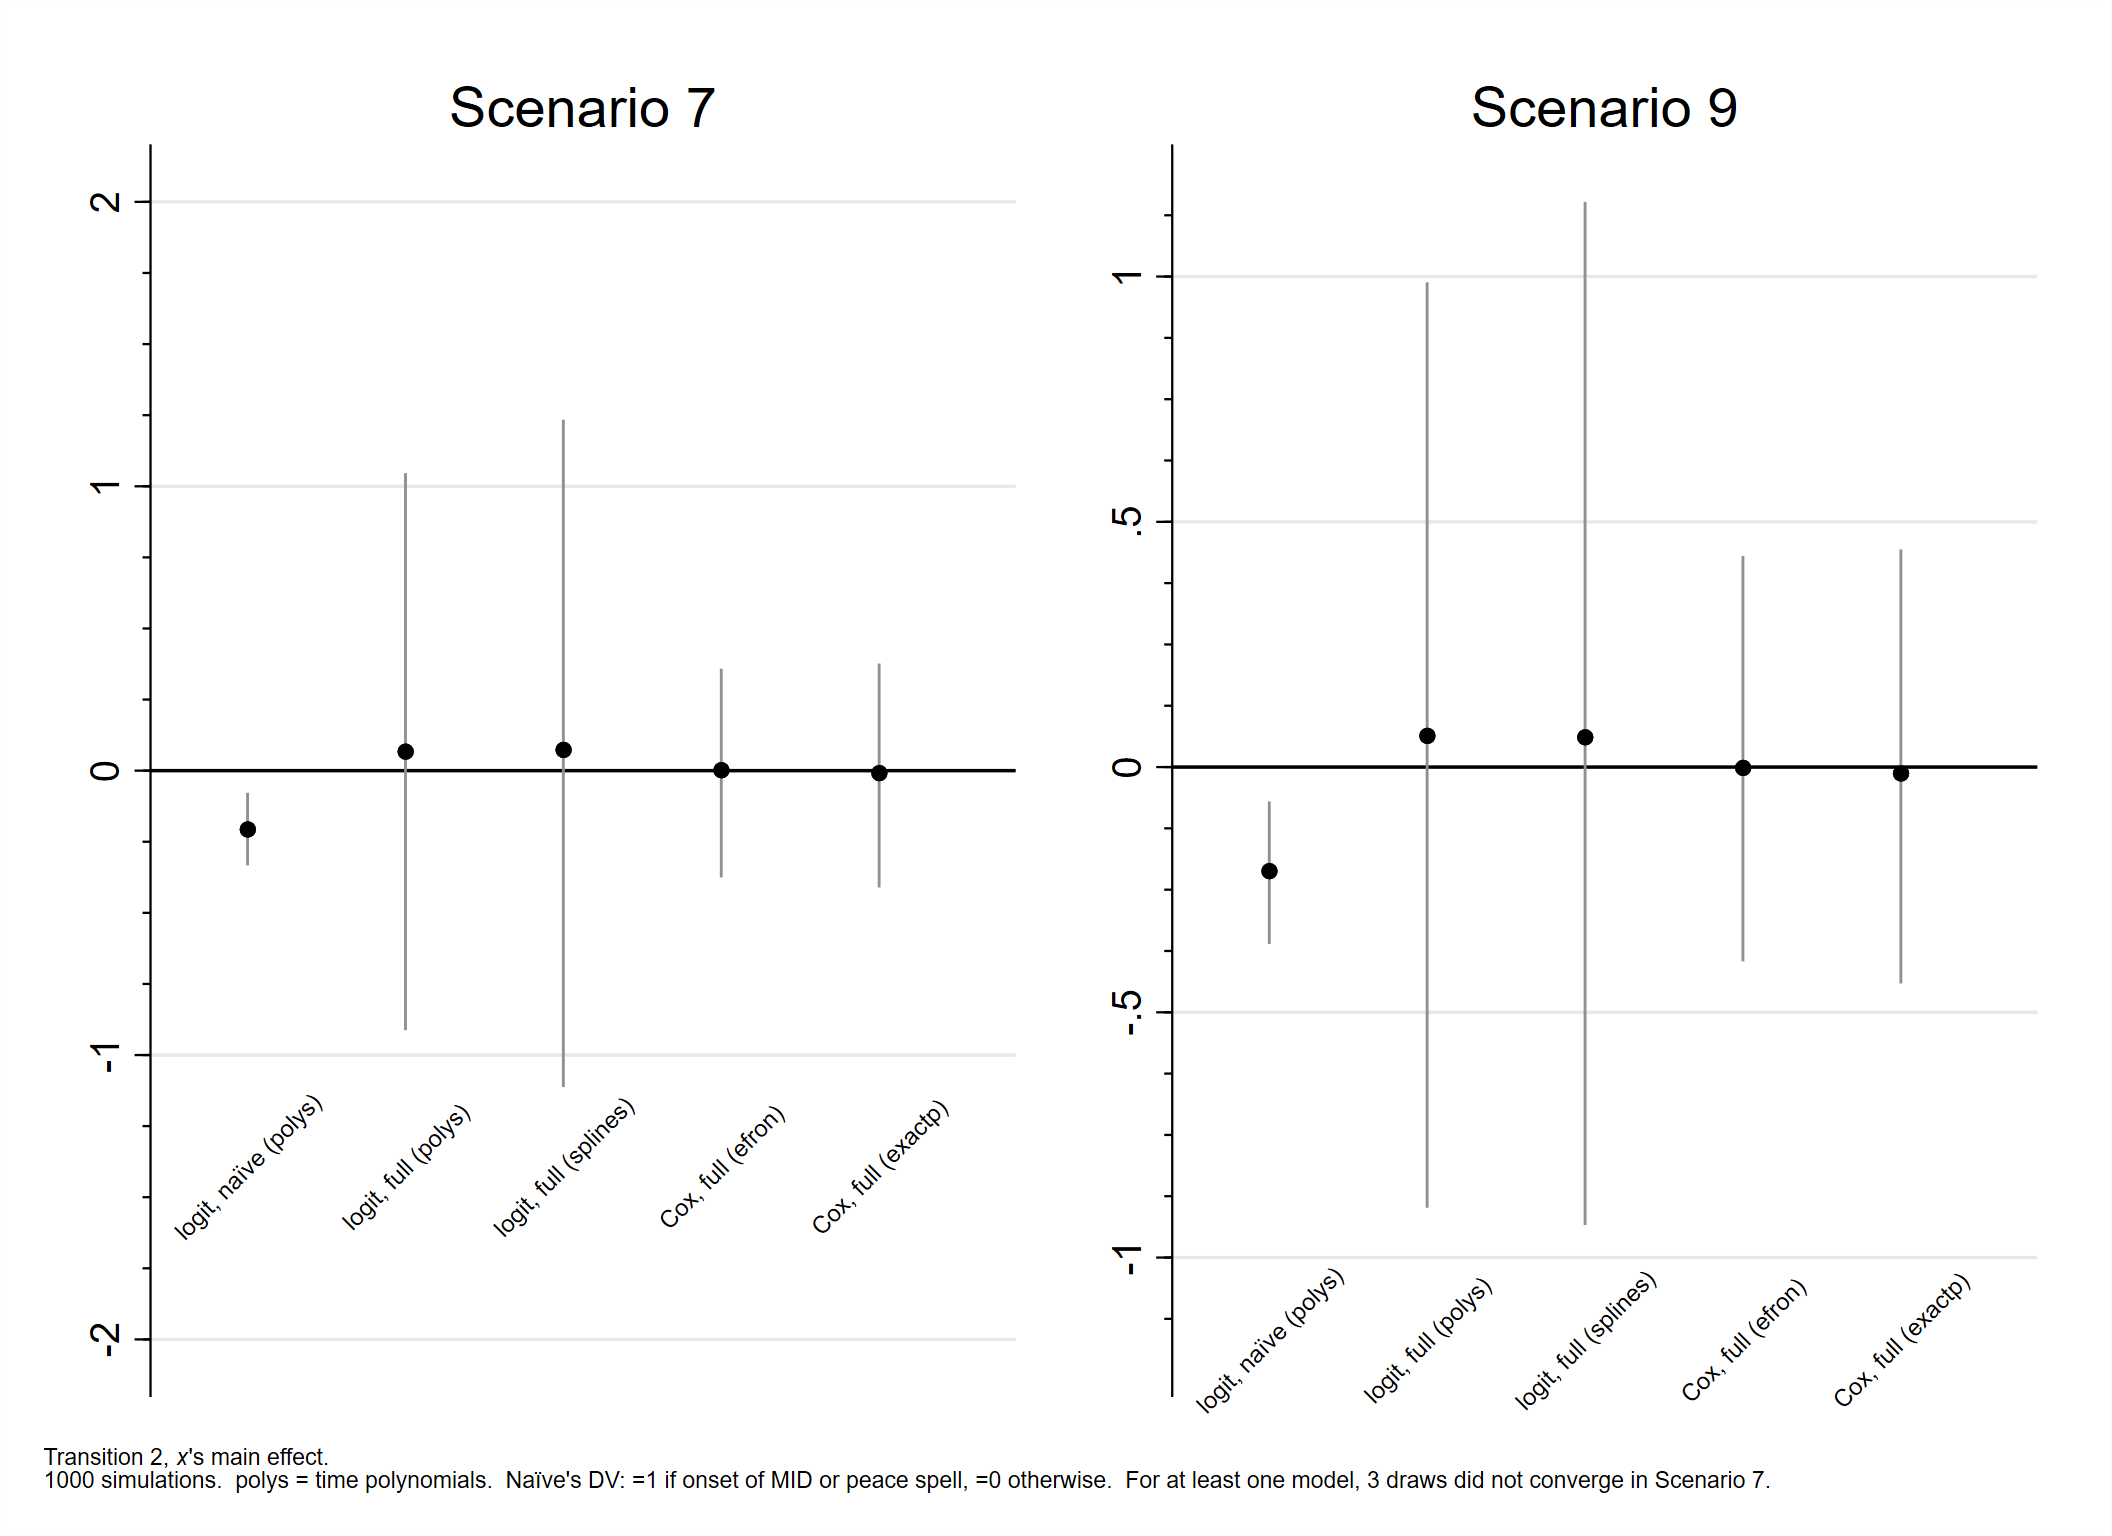 Scenario 7
2
1
0
-1
-2
logit, naïve (polys)
logit, full (polys)
logit, full (splines)
Cox, full (efron)
Cox, full (exactp)
Scenario 9
1
.5
0
-.5
-1
logit, naïve (polys)
logit, full (polys)
logit, full (splines)
Cox, full (efron)
Cox, full (exactp)
Transition 2, x's main effect.
1000 simulations.  polys = time polynomials.  Naïve's DV: =1 if onset of MID or peace spell, =0 otherwise.  For at least one model, 3 draws did not converge in Scenario 7.